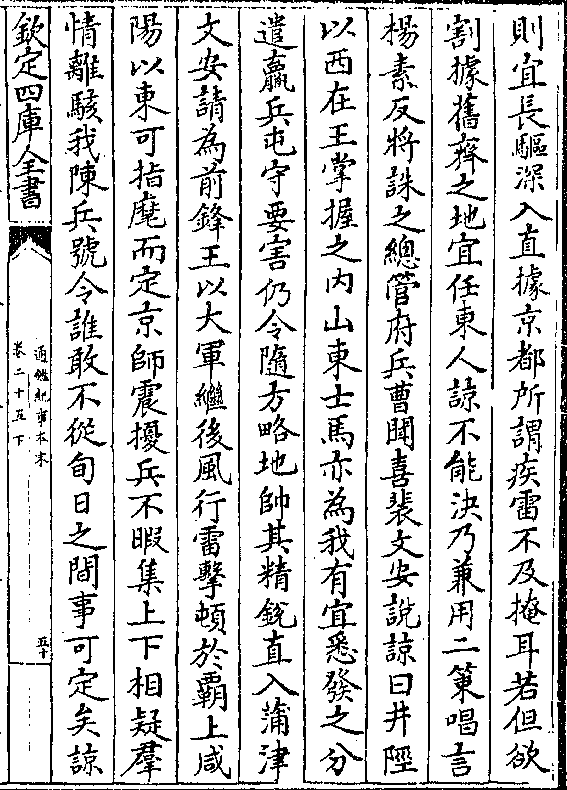 則宜長驅深入直據京都所謂疾雷不及掩耳若但欲
割據舊齊之地宜任東人諒不能決乃兼用二策唱言
楊素反將誅之總管府兵曹聞喜裴文安說諒曰井陘
以西在王掌握之内山東士馬亦為我有宜悉發之分
遣羸兵屯守要害仍令隨方略地帥其精銳直入蒲津
文安請為前鋒王以大軍繼後風行雷擊頓於霸上咸
陽以東可指麾而定京師震擾兵不暇集上下相疑羣
情離駭我陳兵號令誰敢不從旬日之間事可定矣諒
欽定四庫全書
通鑑紀事本末
卷二十五下
五十